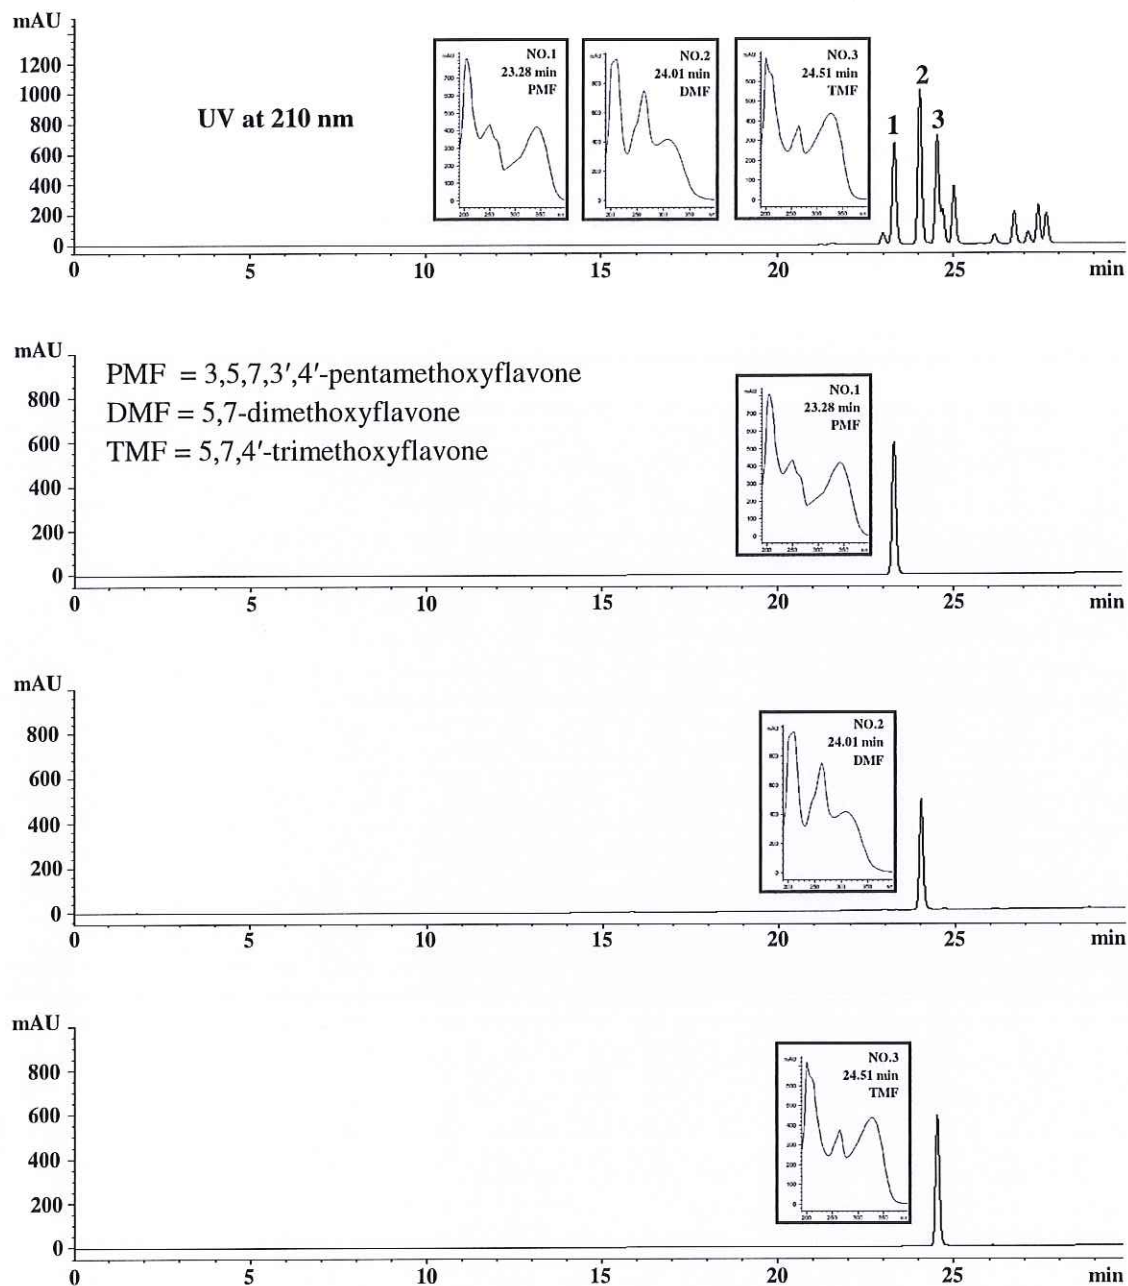 mAU
1200
1000
800
600
400
200
0
UV at 210 nm
NO.1
23.28 min
PMF
NO.2
24.01 min
DMF
NO.3
24.51 min
TMF
1
2
3
0 5 10 15 20 25 min
mAU
800
600
400
200
0
PMF = 3,5,7,3′,4′-pentamethoxyflavone
DMF = 5,7-dimethoxyflavone
TMF = 5,7,4′-trimethoxyflavone
NO.1
23.28 min
PMF
0 5 10 15 20 25 min
mAU
800
600
400
200
0
NO.2
24.01 min
DMF
0 5 10 15 20 25 min
mAU
800
600
400
200
0
NO.3
24.51 min
TMF
0 5 10 15 20 25 min